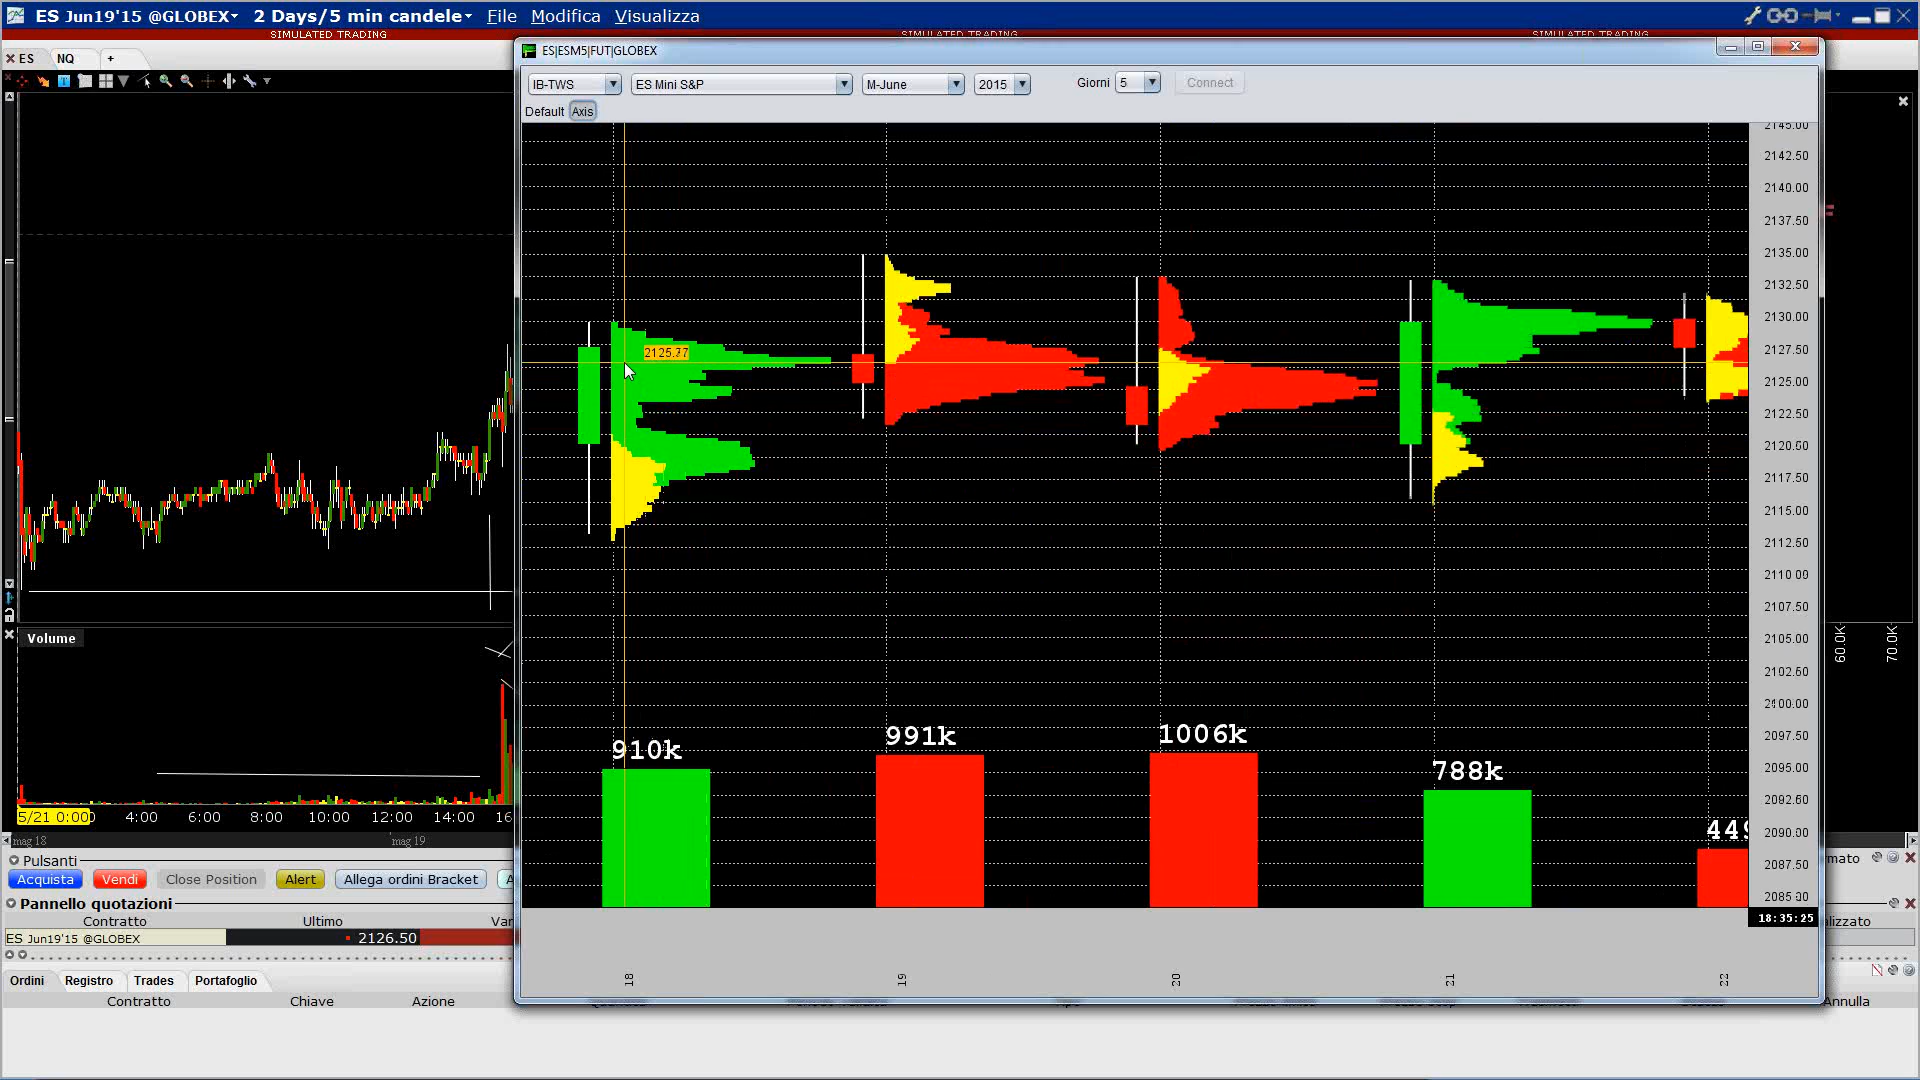 ES Jun19'15 @GLOBEX 2 Days/5 min candele File Modifica Visualizza
SIMULATED TRADING SIMULATED TRADING SIMULATED TRADING
ES NQ +
ES|ESM5|FUT|GLOBEX
IB-TWS ES Mini S&P M-June 2015 Giorni 5 Connect
Default Axis
2145.00
2142.50
2140.00
2137.50
2135.00
2132.50
2130.00
2127.50
2125.00
2122.50
2120.50
2117.50
2115.00
2112.50
2110.00
2107.50
2105.00
2102.50
2100.00
2097.50
2095.00
2092.60
2090.00
2087.50
2085.00
2125.77
910k 991k 1006k 788k 449
18:35:25
18 19 20 21 22
60.0K 70.0K
Volume
5/21 0:00 4:00 6:00 8:00 10:00 12:00 14:00 16
mag 18 mag 19
Pulsanti
Acquista Vendi Close Position Alert Allega ordini Bracket A
mato
Pannello quotazioni
Contratto Ultimo Var
lizzato
ES Jun19'15 @GLOBEX 2126.50
Ordini Registro Trades Portafoglio
Contratto Chiave Azione
Annulla